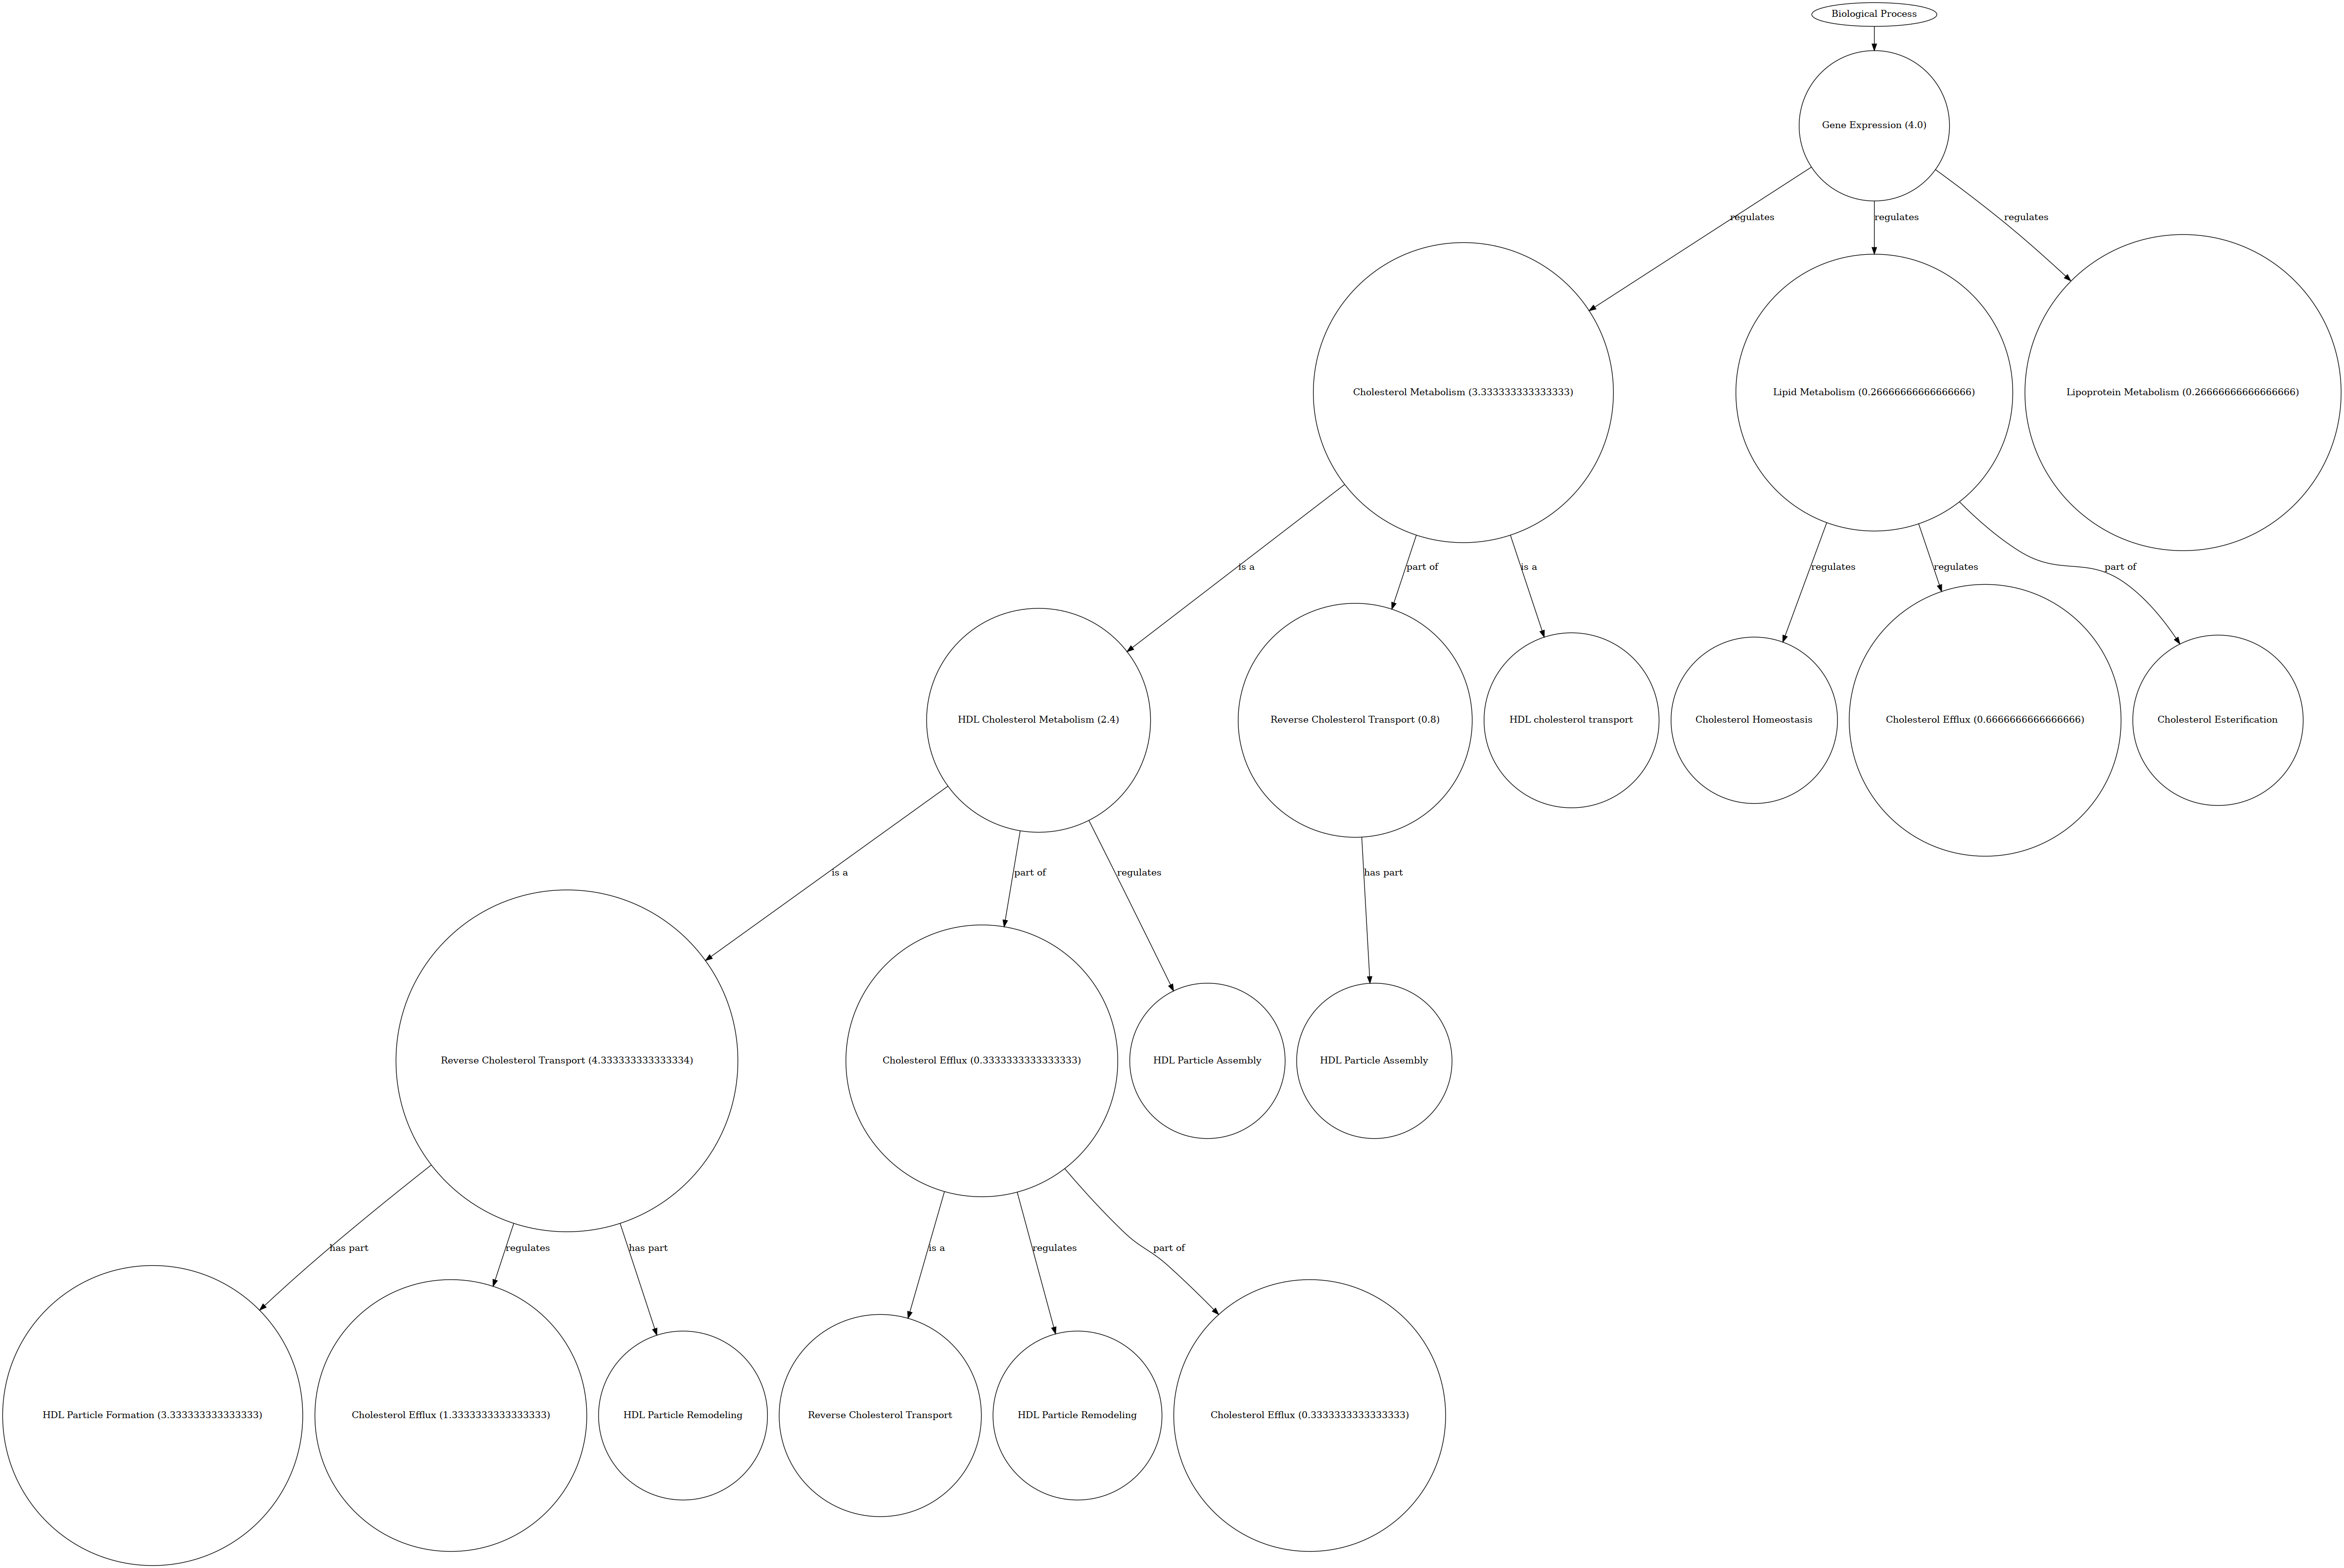 Biological Process
Gene Expression (4.0)
regulates
regulates
regulates
Cholesterol Metabolism (3.333333333333333)
Lipid Metabolism (0.26666666666666666)
Lipoprotein Metabolism (0.26666666666666666)
is a
part of
is a
regulates
regulates
part of
HDL Cholesterol Metabolism (2.4)
Reverse Cholesterol Transport (0.8)
HDL cholesterol transport
Cholesterol Homeostasis
Cholesterol Efflux (0.6666666666666666)
Cholesterol Esterification
is a
part of
regulates
has part
Reverse Cholesterol Transport (4.333333333333334)
Cholesterol Efflux (0.3333333333333333)
HDL Particle Assembly
HDL Particle Assembly
has part
regulates
has part
is a
regulates
part of
HDL Particle Formation (3.333333333333333)
Cholesterol Efflux (1.3333333333333333)
HDL Particle Remodeling
Reverse Cholesterol Transport
HDL Particle Remodeling
Cholesterol Efflux (0.3333333333333333)